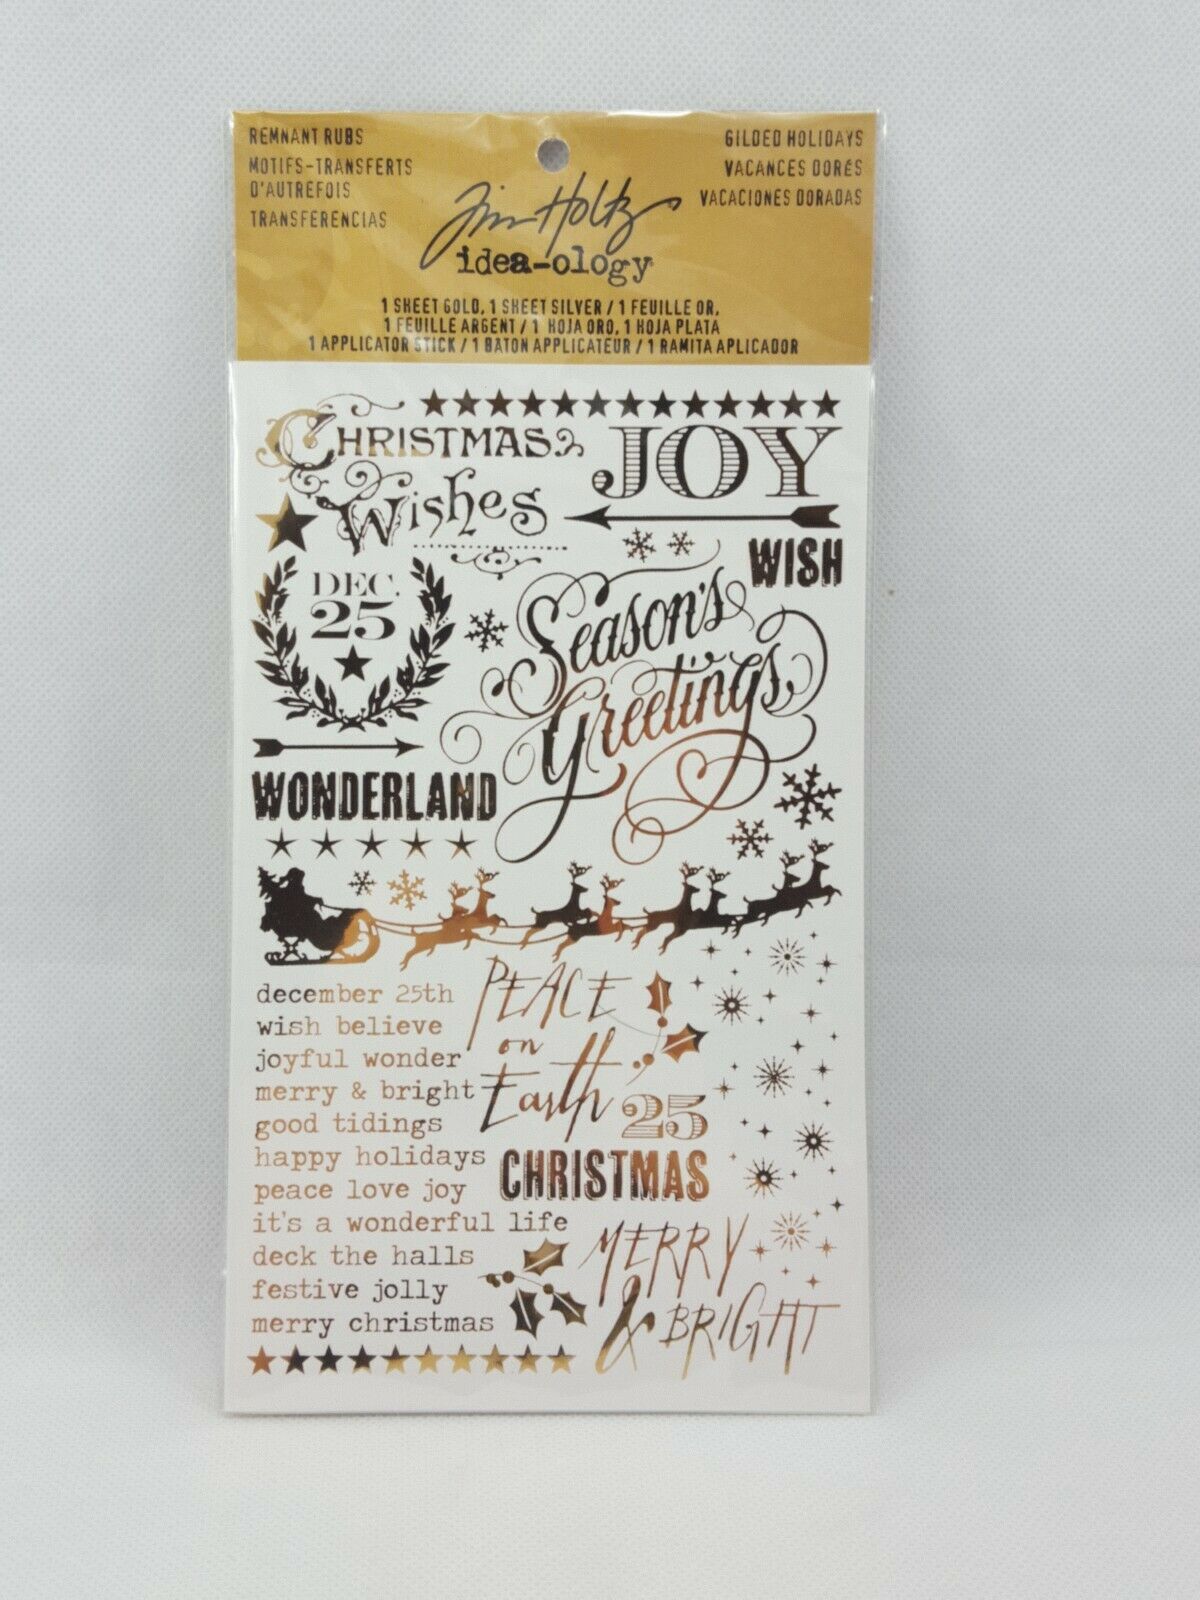 REMNANT RUBS
MOTIFS-TRANSFERTS
D'AUTREFOIS
TRANSFERENCIAS
GILDED HOLIDAYS
VACANCES DORÉS
VACACIONES DORADAS
Tim Holtz
idea-ology
1 SHEET GOLD, 1 SHEET SILVER / 1 FEUILLE OR,
1 FEUILLE ARGENT / 1 HOJA ORO, 1 HOJA PLATA
1 APPLICATOR STICK / 1 BATON APPLICATEUR / 1 RAMITA APLICADOR
CHRISTMAS
Wishes
JOY
WISH
DEC.
25
Season's
Greetings
WONDERLAND
december 25th
wish believe
joyful wonder
merry & bright
good tidings
happy holidays
peace love joy
it's a wonderful life
deck the halls
festive jolly
merry christmas
PEACE
on
Earth
25
CHRISTMAS
MERRY
& BRIGHT